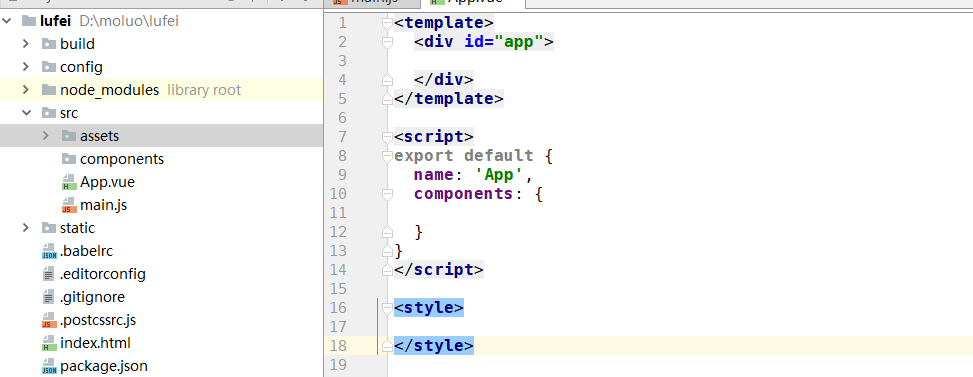 main.js
App.vue
lufei D:\moluo\lufei
build
config
node_modules library root
src
assets
components
App.vue
main.js
static
.babelrc
.editorconfig
.gitignore
.postcssrc.js
index.html
package.json
1 <template>
2 <div id="app">
3
4 </div>
5 </template>
6
7 <script>
8 export default {
9 name: 'App',
10 components: {
11
12 }
13 }
14 </script>
15
16 <style>
17
18 </style>
19